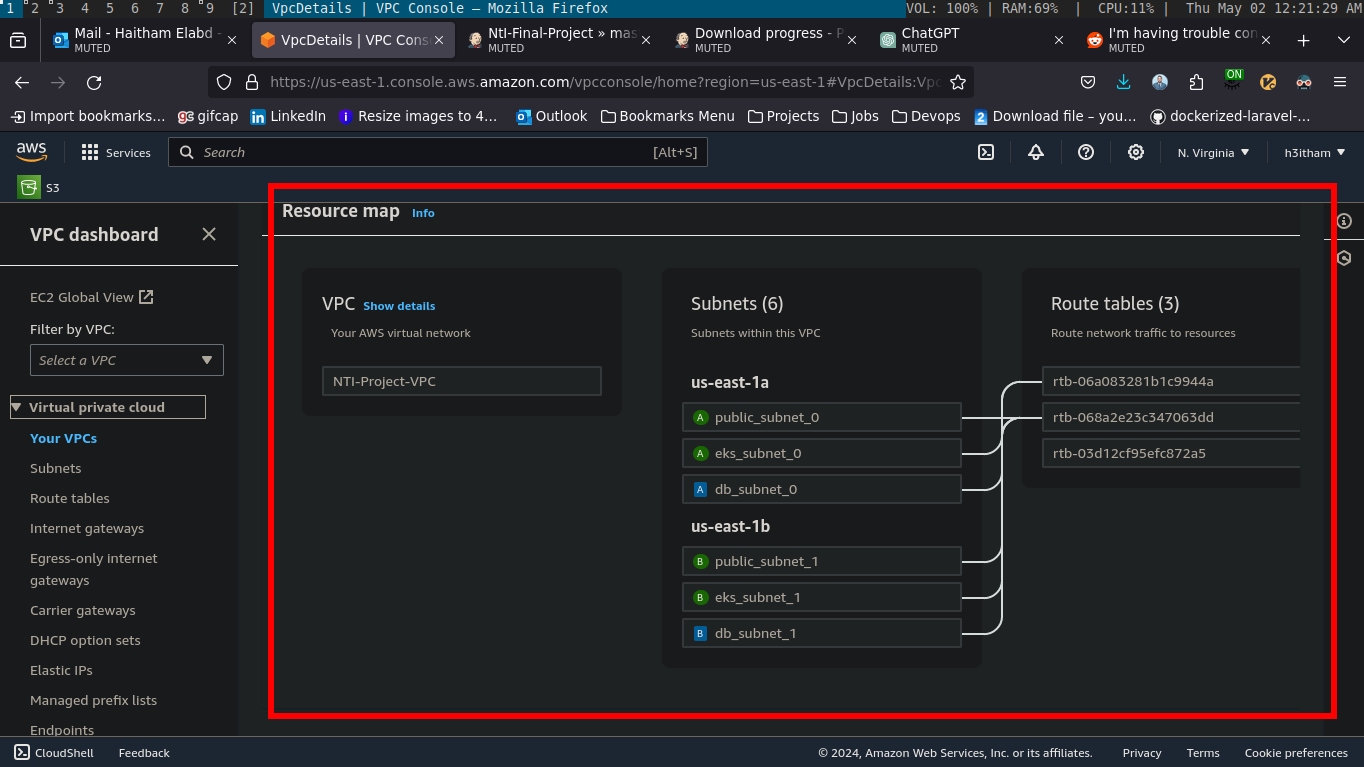 1 2 3 4 5 6 7 8 9 [2] VpcDetails | VPC Console — Mozilla Firefox VOL: 100% | RAM:69% | CPU:11% | Thu May 02 12:21:29 AM
Mail - Haitham Elabd -
MUTED
VpcDetails | VPC Cons
Nti-Final-Project » mas
MUTED
Download progress - P
MUTED
ChatGPT
MUTED
I'm having trouble con
MUTED
https://us-east-1.console.aws.amazon.com/vpcconsole/home?region=us-east-1#VpcDetails:Vpc
ON
Import bookmarks... gifcap LinkedIn Resize images to 4... Outlook Bookmarks Menu Projects Jobs Devops Download file – you... dockerized-laravel-...
aws Services Search [Alt+S] N. Virginia h3itham
S3
VPC dashboard
EC2 Global View
Filter by VPC:
Select a VPC
Virtual private cloud
Your VPCs
Subnets
Route tables
Internet gateways
Egress-only internet
gateways
Carrier gateways
DHCP option sets
Elastic IPs
Managed prefix lists
Endpoints
Resource map Info
VPC Show details
Your AWS virtual network
NTI-Project-VPC
Subnets (6)
Subnets within this VPC
us-east-1a
A public_subnet_0
A eks_subnet_0
A db_subnet_0
us-east-1b
B public_subnet_1
B eks_subnet_1
B db_subnet_1
Route tables (3)
Route network traffic to resources
rtb-06a083281b1c9944a
rtb-068a2e23c347063dd
rtb-03d12cf95efc872a5
CloudShell Feedback © 2024, Amazon Web Services, Inc. or its affiliates. Privacy Terms Cookie preferences